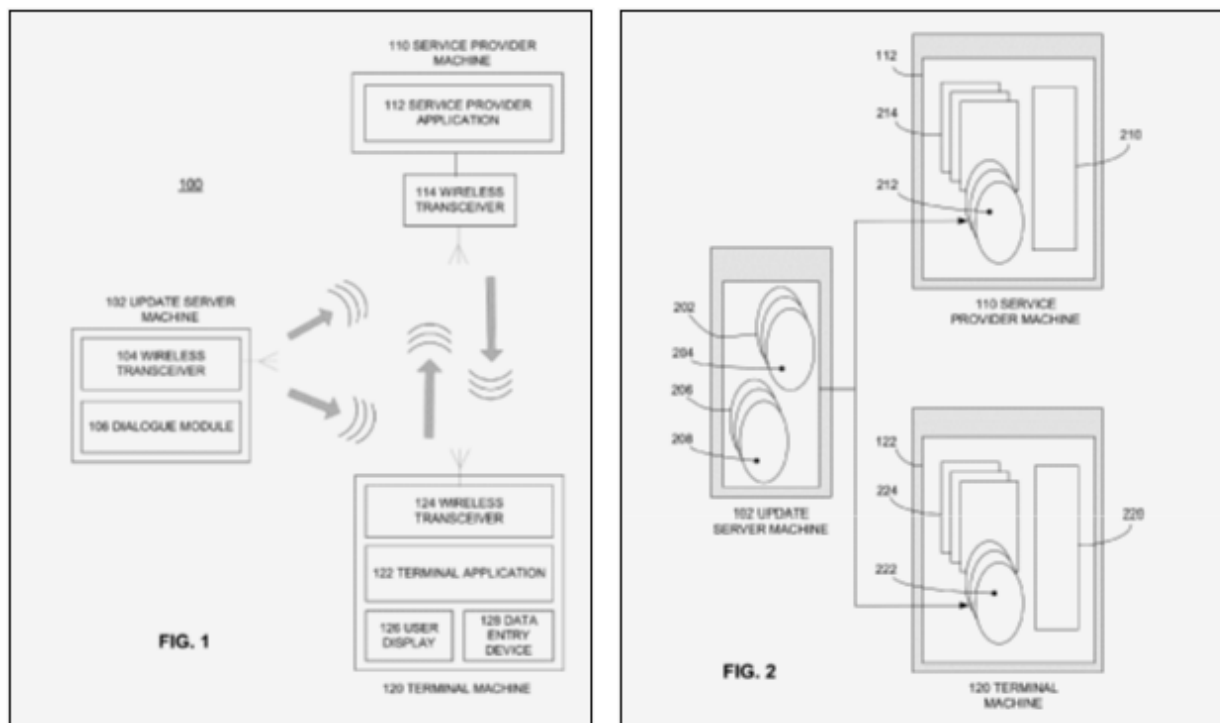 110 SERVICE PROVIDER
MACHINE
112 SERVICE PROVIDER
APPLICATION
100
114 WIRELESS
TRANSCEIVER
102 UPDATE SERVER
MACHINE
104 WIRELESS
TRANSCEIVER
106 DIALOGUE MODULE
124 WIRELESS
TRANSCEIVER
122 TERMINAL APPLICATION
126 USER
DISPLAY
128 DATA
ENTRY
DEVICE
FIG. 1
120 TERMINAL MACHINE
112
214
210
212
110 SERVICE
PROVIDER MACHINE
202
204
206
208
102 UPDATE
SERVER MACHINE
122
224
220
222
FIG. 2
120 TERMINAL
MACHINE